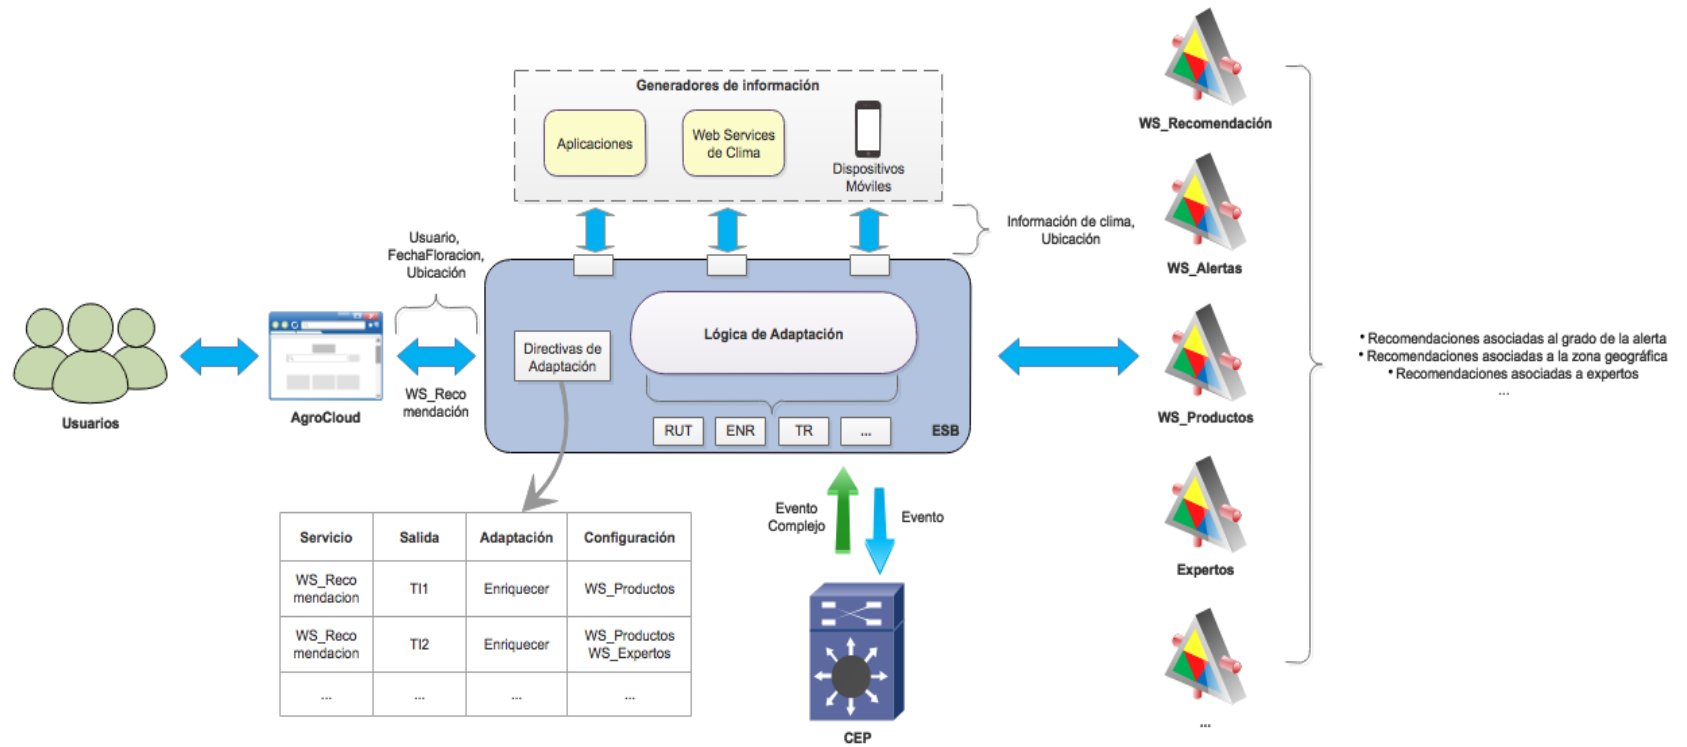 Generadores de información
Aplicaciones
Web Services
de Clima
Dispositivos
Móviles
WS_Recomendación
WS_Alertas
WS_Productos
Expertos
...
Información de clima,
Ubicación
Usuario,
FechaFloracion,
Ubicación
Usuarios
AgroCloud
WS_Reco
mendación
Directivas de
Adaptación
Lógica de Adaptación
RUT
ENR
TR
...
ESB
• Recomendaciones asociadas al grado de la alerta
• Recomendaciones asociadas a la zona geográfica
• Recomendaciones asociadas a expertos
...
Evento
Complejo
Evento
CEP
Servicio Salida Adaptación Configuración
WS_Reco
mendacion
TI1 Enriquecer WS_Productos
WS_Reco
mendacion
TI2 Enriquecer WS_Productos
WS_Expertos
... ... ... ...